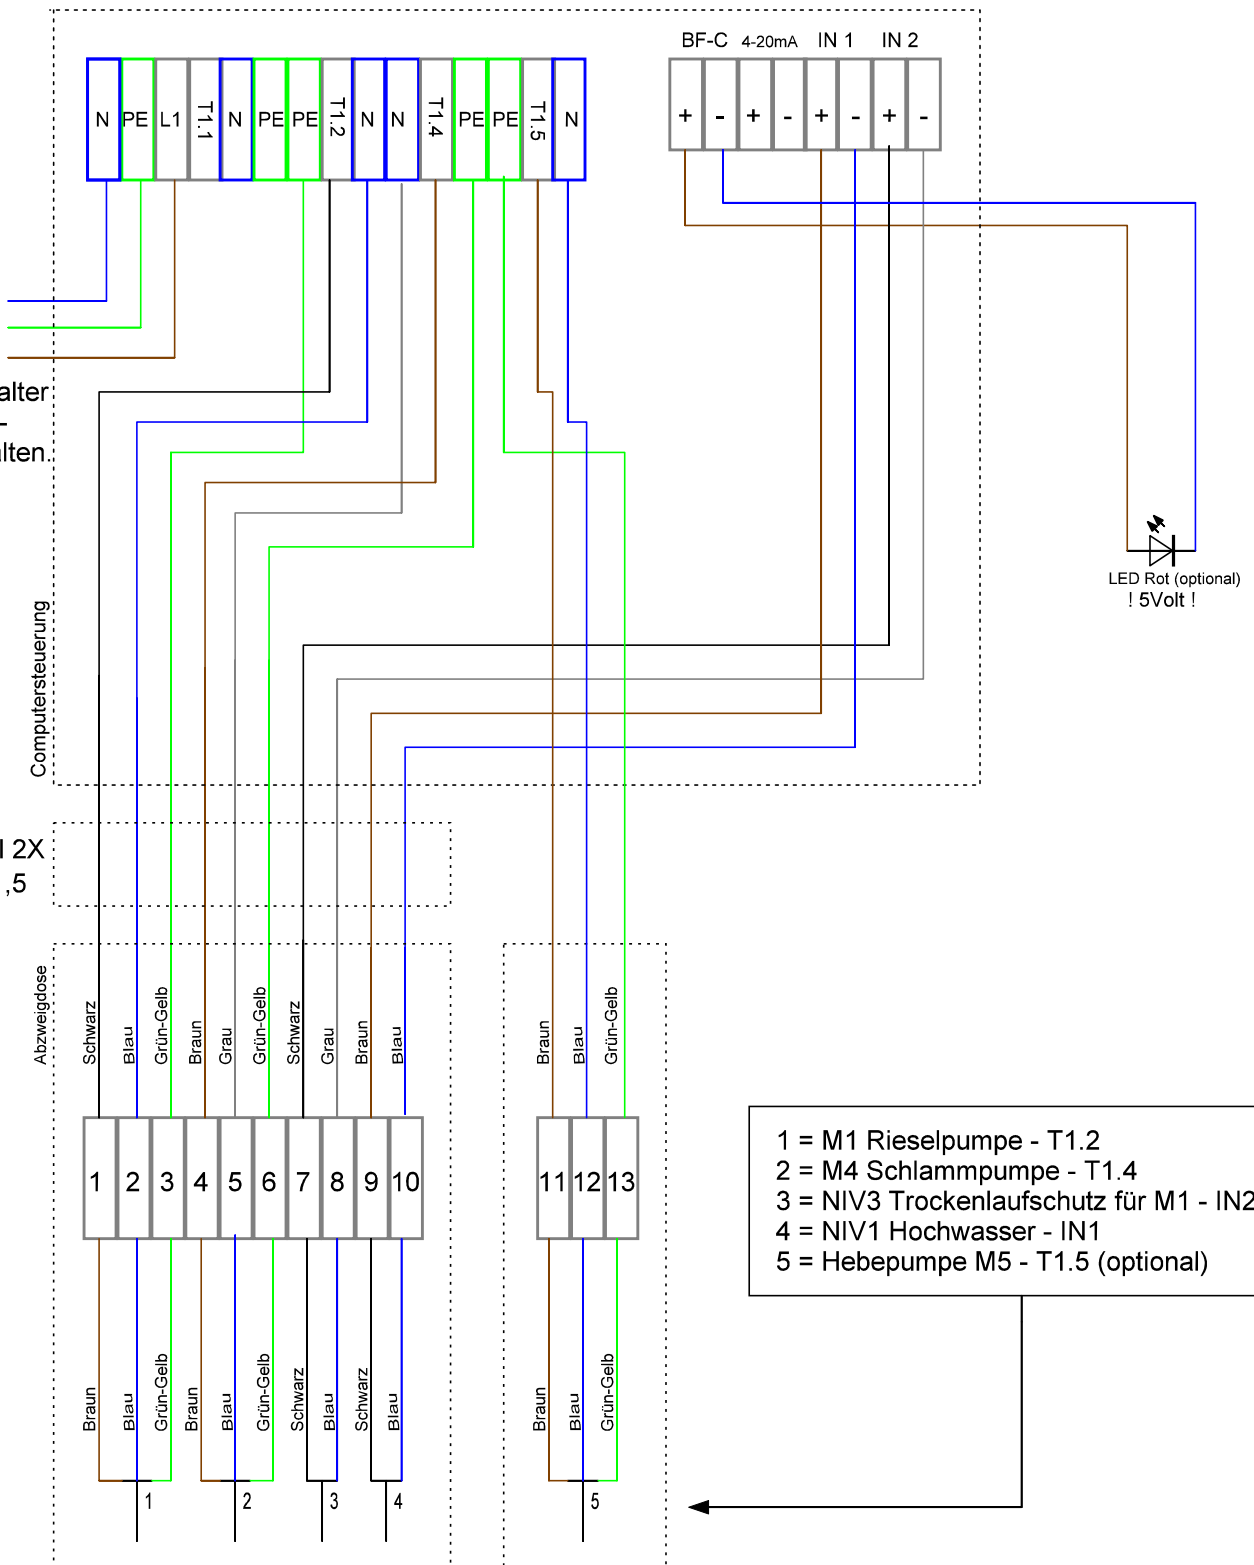 BF-C 4-20mA IN 1 IN 2
N PE L1 T1.1 N PE PE T1.2 N N T1.4 PE PE T1.5 N
+ - + - + - + -
alter
-
alten.
LED Rot (optional)
! 5Volt !
Computersteuerung
l 2X
,5
Abzweigdose
Schwarz Blau Grün-Gelb Braun Grau Grün-Gelb Schwarz Grau Braun Blau
Braun Blau Grün-Gelb
1 2 3 4 5 6 7 8 9 10
11 12 13
1 = M1 Rieselpumpe - T1.2
2 = M4 Schlammpumpe - T1.4
3 = NIV3 Trockenlaufschutz für M1 - IN2
4 = NIV1 Hochwasser - IN1
5 = Hebepumpe M5 - T1.5 (optional)
Braun Blau Grün-Gelb Braun Blau Grün-Gelb Schwarz Blau Schwarz Blau
Braun Blau Grün-Gelb
1 2 3 4 5